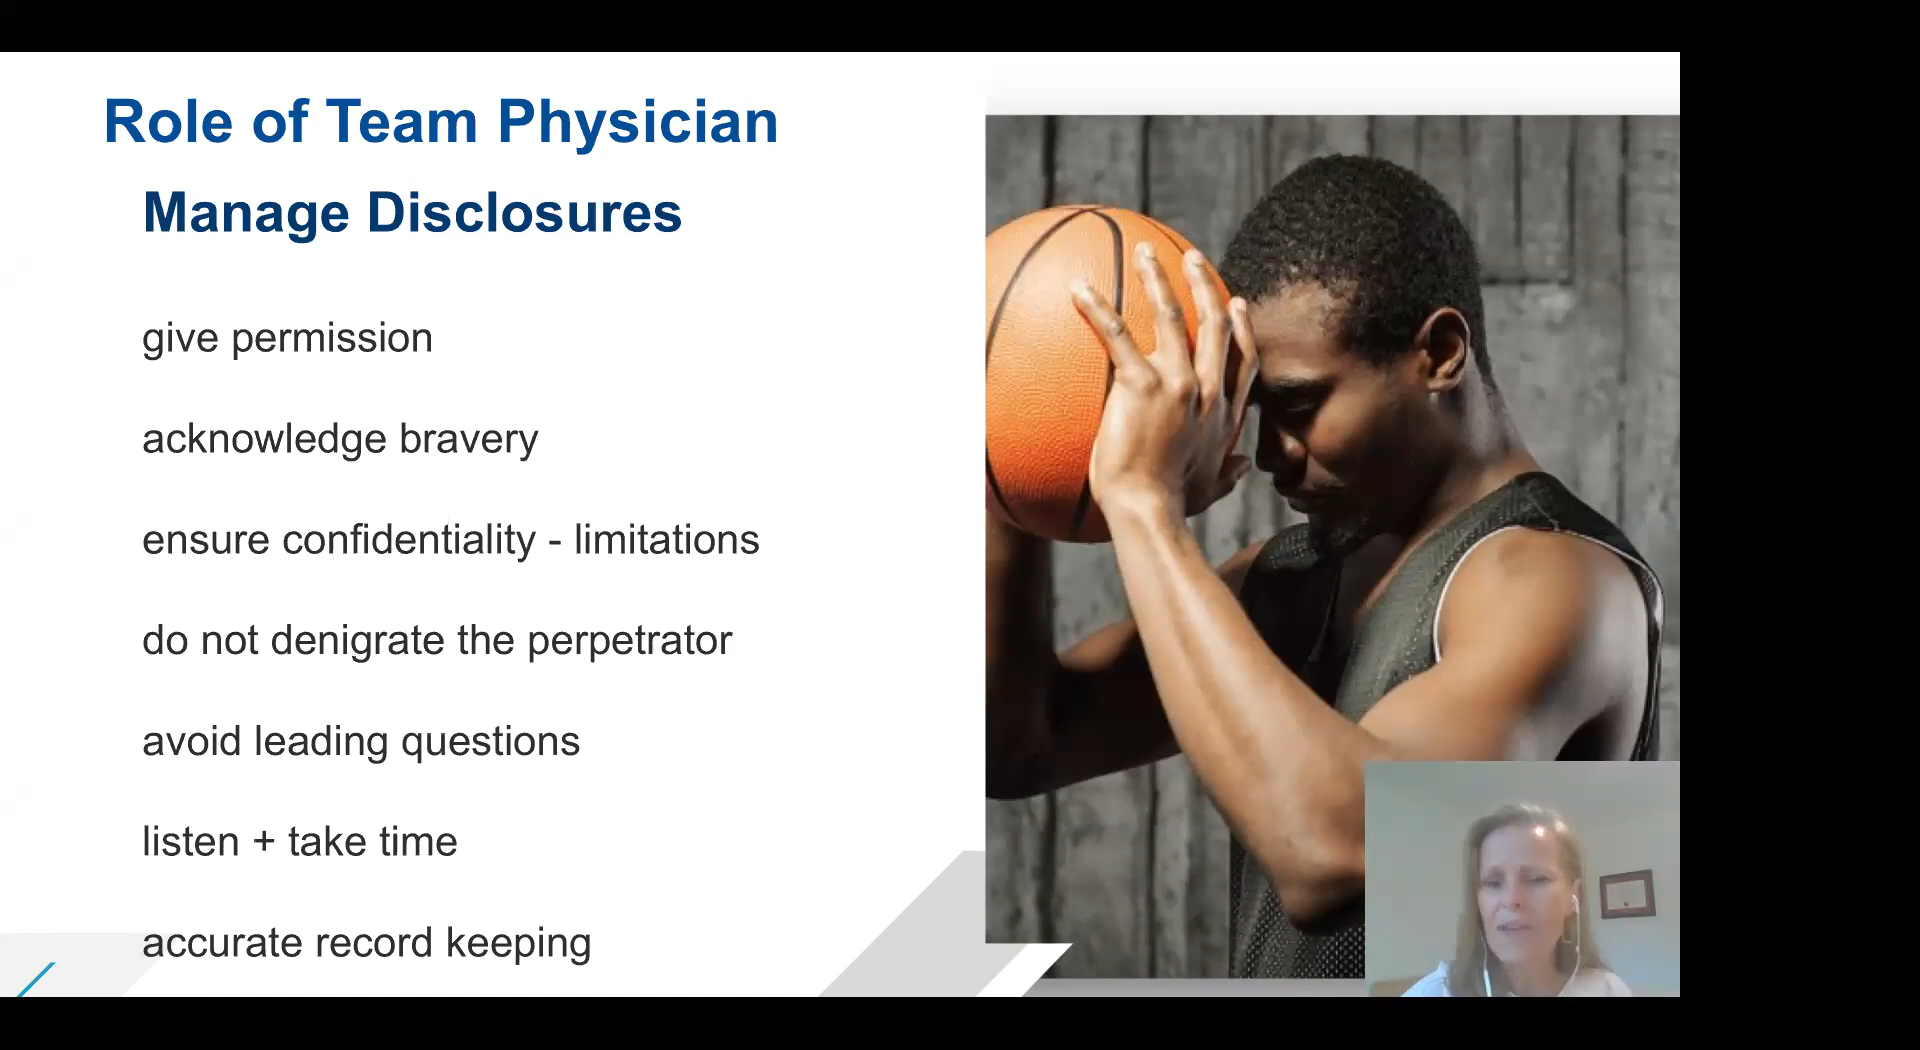 Role of Team Physician
Manage Disclosures
give permission
acknowledge bravery
ensure confidentiality - limitations
do not denigrate the perpetrator
avoid leading questions
listen + take time
accurate record keeping